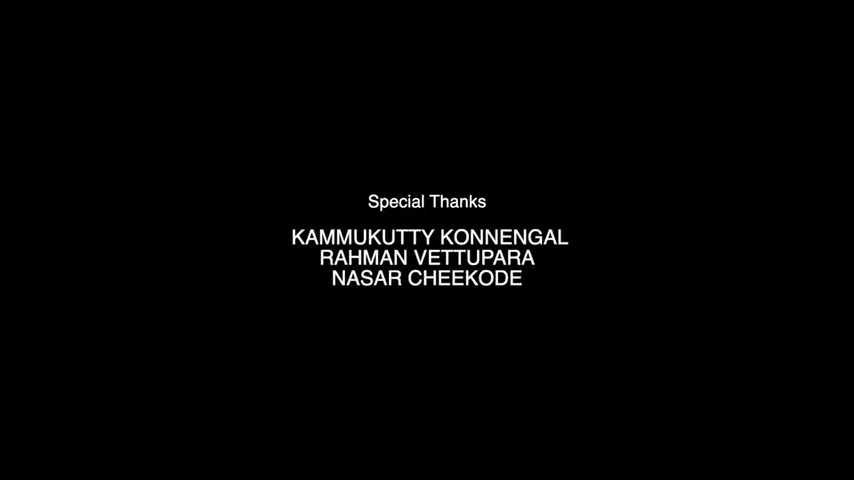 Special Thanks
KAMMUKUTTY KONNENGAL
RAHMAN VETTUPARA
NASAR CHEEKODE